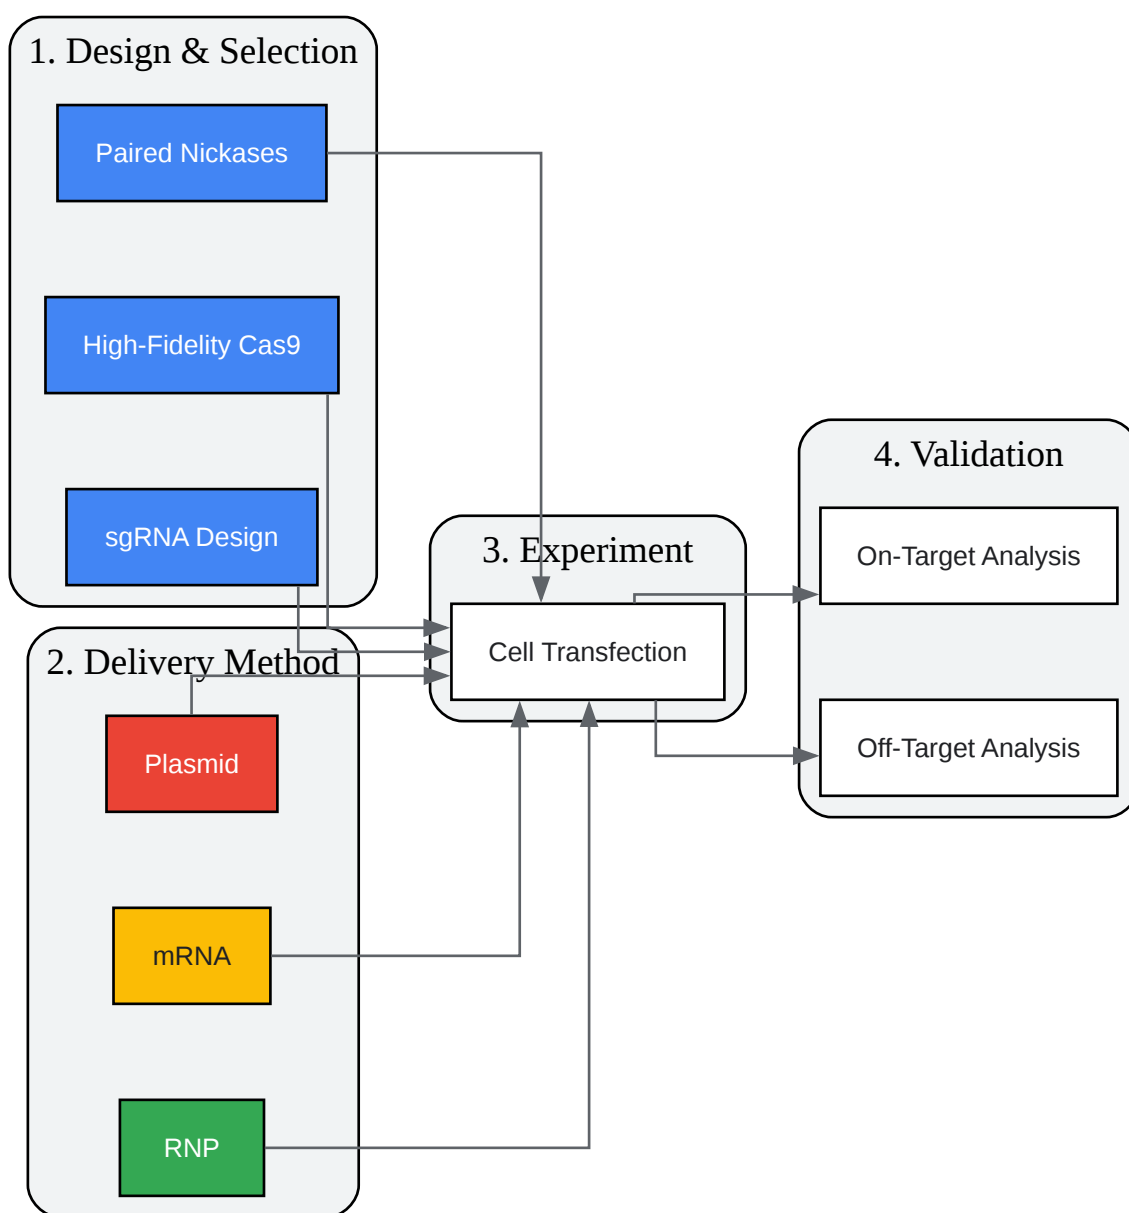 1. Design & Selection
Paired Nickases
High-Fidelity Cas9
sgRNA Design
2. Delivery Method
Plasmid
mRNA
RNP
3. Experiment
Cell Transfection
4. Validation
On-Target Analysis
Off-Target Analysis